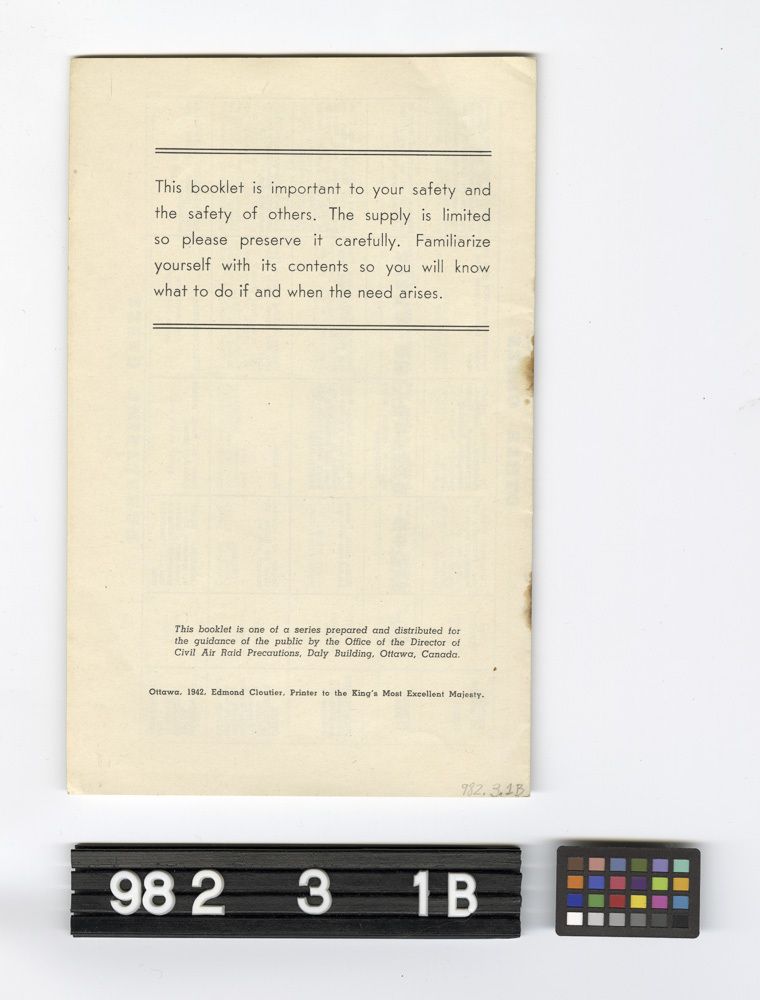 This booklet is important to your safety and
the safety of others. The supply is limited
so please preserve it carefully. Familiarize
yourself with its contents so you will know
what to do if and when the need arises.
This booklet is one of a series prepared and distributed for
the guidance of the public by the Office of the Director of
Civil Air Raid Precautions, Daly Building, Ottawa, Canada.
Ottawa, 1942. Edmond Cloutier, Printer to the King's Most Excellent Majesty.
982.3.1B
982 3 1B